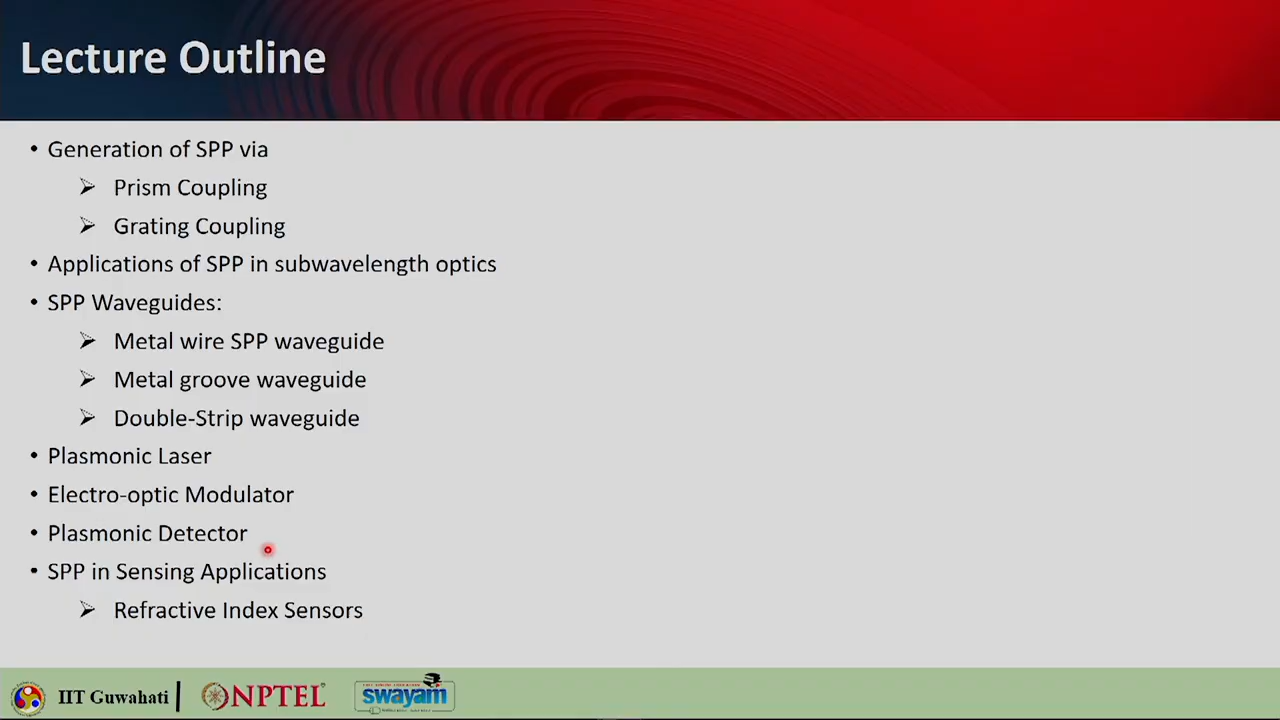 Lecture Outline
• Generation of SPP via
➢ Prism Coupling
➢ Grating Coupling
• Applications of SPP in subwavelength optics
• SPP Waveguides:
➢ Metal wire SPP waveguide
➢ Metal groove waveguide
➢ Double-Strip waveguide
• Plasmonic Laser
• Electro-optic Modulator
• Plasmonic Detector
• SPP in Sensing Applications
➢ Refractive Index Sensors
IIT Guwahati
NPTEL
swayam